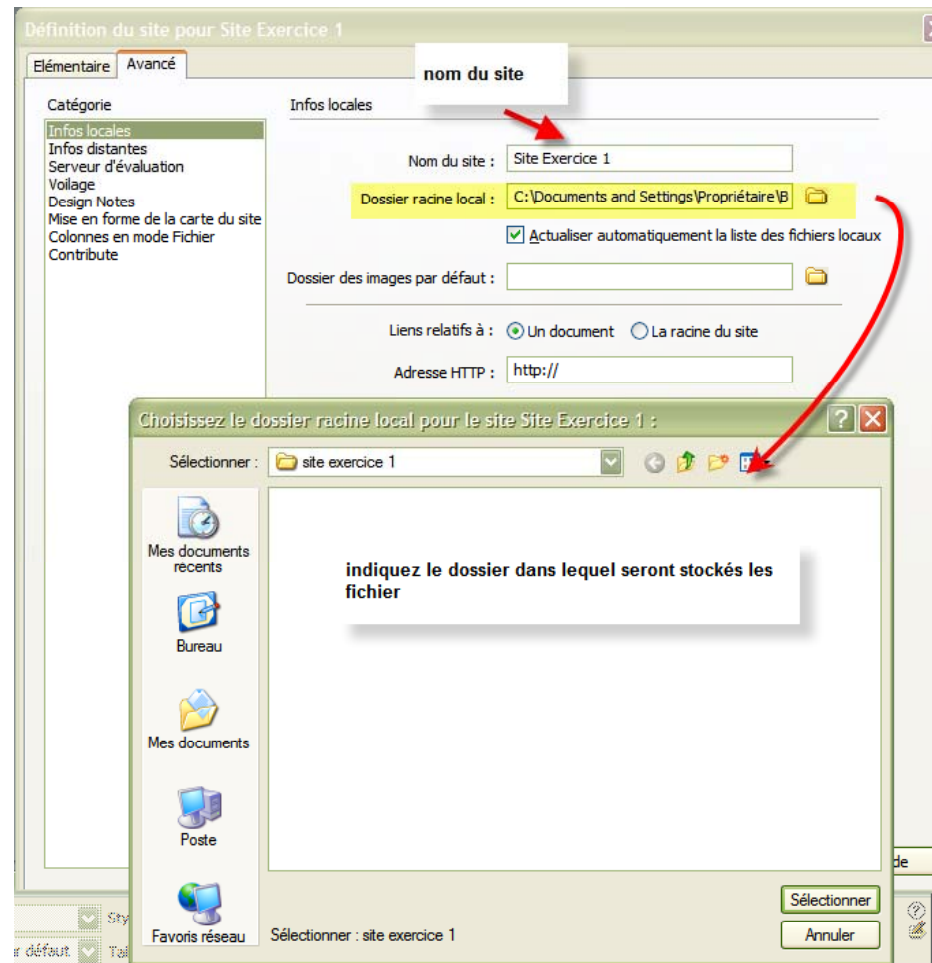 Définition du site pour Site Exercice 1
Elémentaire Avancé
nom du site
Catégorie
Infos locales
Infos locales
Infos distantes
Serveur d'évaluation
Voilage
Design Notes
Mise en forme de la carte du site
Colonnes en mode Fichier
Contribute
Nom du site : Site Exercice 1
Dossier racine local : C:\Documents and Settings\Propriétaire\B
Actualiser automatiquement la liste des fichiers locaux
Dossier des images par défaut :
Liens relatifs à : Un document La racine du site
Adresse HTTP : http://
Choisissez le dossier racine local pour le site Site Exercice 1 :
Sélectionner : site exercice 1
Mes documents
recents
Bureau
Mes documents
Poste
Favoris réseau
indiquez le dossier dans lequel seront stockés les
fichier
Sélectionner
Sélectionner : site exercice 1
Annuler
de
Sty
r défaut Tai